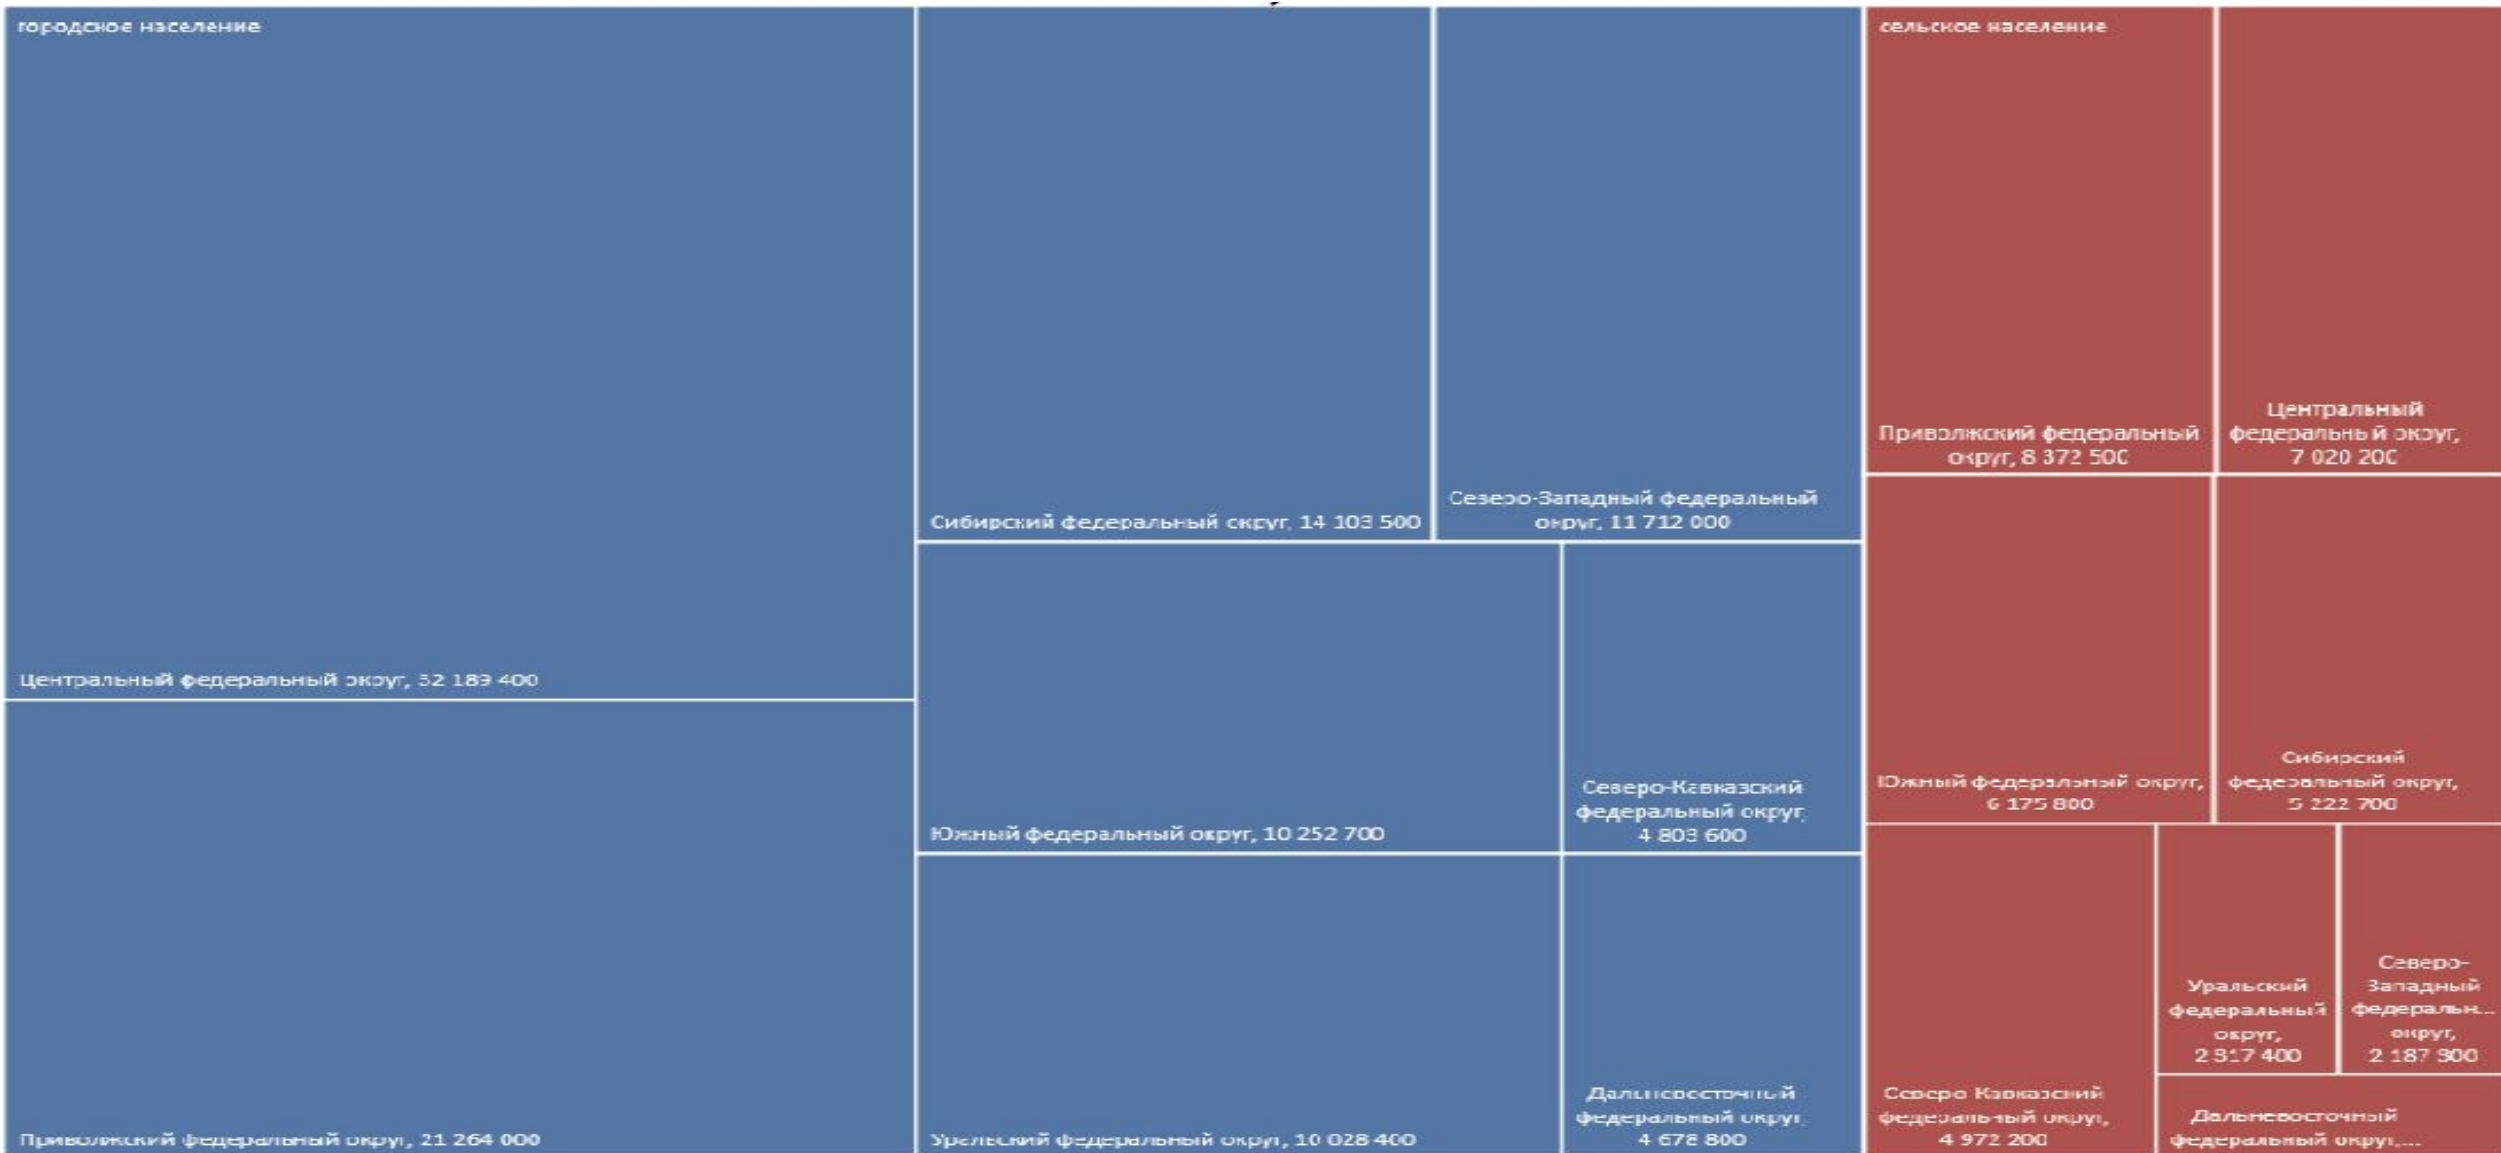 городское население
Центральный федеральный округ, 32 189 400
Приволжский федеральный округ, 21 264 000
Сибирский федеральный округ, 14 103 500
Северо-Западный федеральный
округ, 11 712 000
Южный федеральный округ, 10 252 700
Северо-Кавказский
федеральный округ,
4 803 600
Уральский федеральный округ, 10 028 400
Дальневосточный
федеральный округ,
4 678 800
сельское население
Приволжский федеральный
округ, 8 372 500
Центральный
федеральный округ,
7 020 200
Южный федеральный округ,
6 175 800
Сибирский
федеральный округ,
5 222 700
Северо-Кавказский
федеральный округ,
4 972 200
Уральский
федеральный
округ,
2 317 400
Северо-
Западный
федеральн...
округ,
2 187 300
Дальневосточный
федеральный округ,...